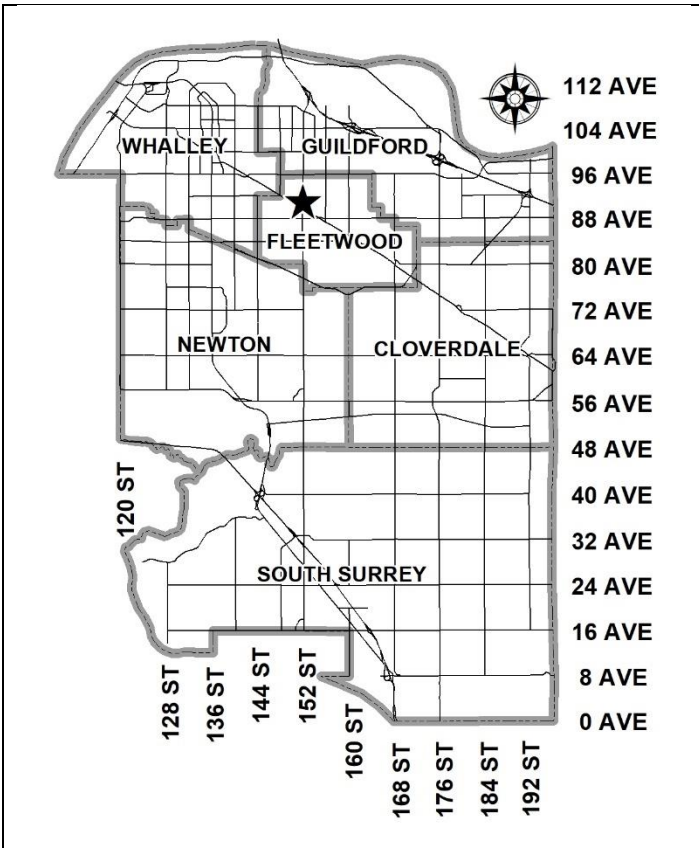 112 AVE
104 AVE
WHALLEY
GUILDFORD
96 AVE
88 AVE
FLEETWOOD
80 AVE
72 AVE
NEWTON
CLOVERDALE
64 AVE
56 AVE
48 AVE
120 ST
40 AVE
32 AVE
SOUTH SURREY
24 AVE
16 AVE
8 AVE
0 AVE
128 ST
136 ST
144 ST
152 ST
160 ST
168 ST
176 ST
184 ST
192 ST